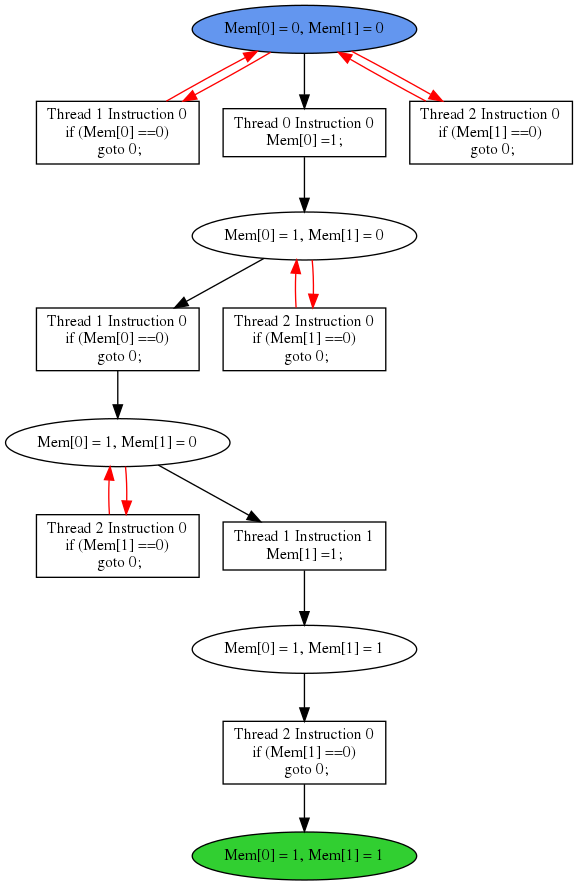 Mem[0] = 0, Mem[1] = 0
Thread 1 Instruction 0
if (Mem[0] ==0)
goto 0;
Thread 0 Instruction 0
Mem[0] =1;
Thread 2 Instruction 0
if (Mem[1] ==0)
goto 0;
Mem[0] = 1, Mem[1] = 0
Thread 1 Instruction 0
if (Mem[0] ==0)
goto 0;
Thread 2 Instruction 0
if (Mem[1] ==0)
goto 0;
Mem[0] = 1, Mem[1] = 0
Thread 2 Instruction 0
if (Mem[1] ==0)
goto 0;
Thread 1 Instruction 1
Mem[1] =1;
Mem[0] = 1, Mem[1] = 1
Thread 2 Instruction 0
if (Mem[1] ==0)
goto 0;
Mem[0] = 1, Mem[1] = 1